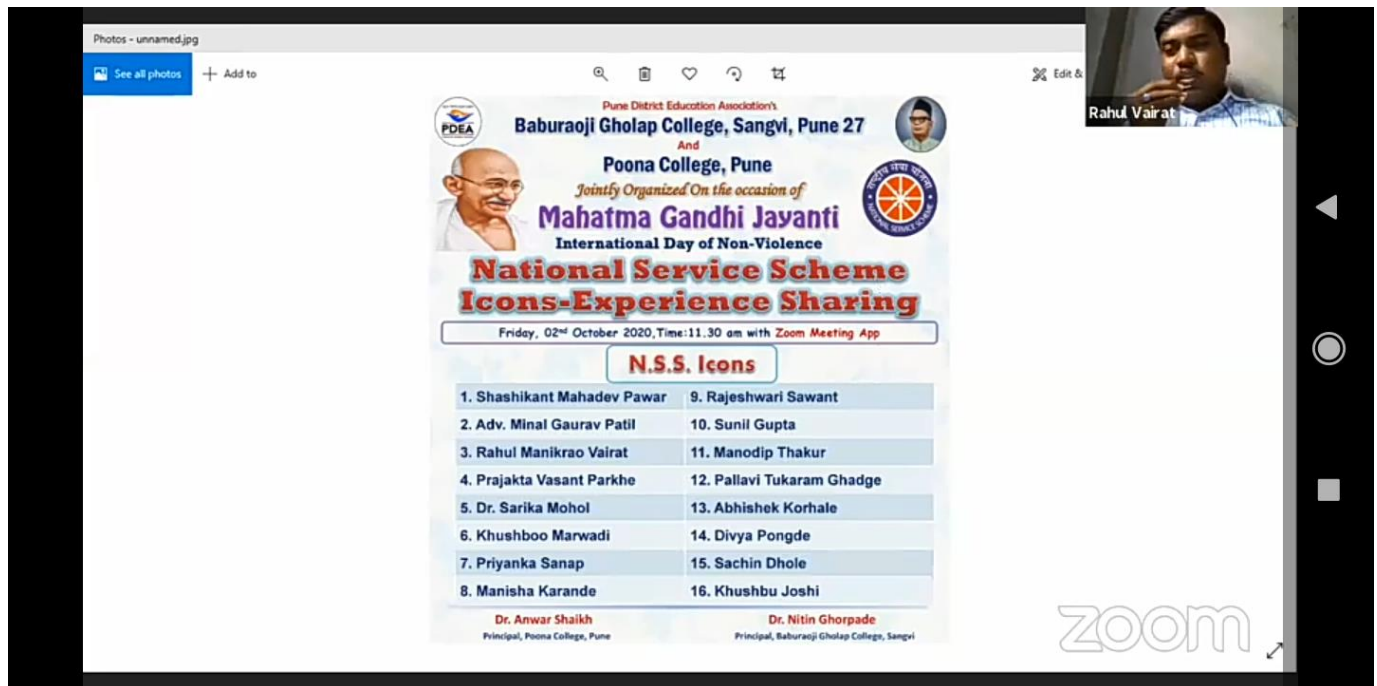 Photos - unnamed.jpg
See all photos
Add to
Edit &
Rahul Vairat
PDEA
Pune District Education Association's
Baburaoji Gholap College, Sangvi, Pune 27
And
Poona College, Pune
Jointly Organized On the occasion of
Mahatma Gandhi Jayanti
International Day of Non-Violence
राष्ट्रीय सेवा योजना
NATIONAL SERVICE SCHEME
National Service Scheme
Icons-Experience Sharing
Friday, 02nd October 2020,Time:11.30 am with Zoom Meeting App
N.S.S. Icons
1. Shashikant Mahadev Pawar
2. Adv. Minal Gaurav Patil
3. Rahul Manikrao Vairat
4. Prajakta Vasant Parkhe
5. Dr. Sarika Mohol
6. Khushboo Marwadi
7. Priyanka Sanap
8. Manisha Karande
9. Rajeshwari Sawant
10. Sunil Gupta
11. Manodip Thakur
12. Pallavi Tukaram Ghadge
13. Abhishek Korhale
14. Divya Pongde
15. Sachin Dhole
16. Khushbu Joshi
Dr. Anwar Shaikh
Principal, Poona College, Pune
Dr. Nitin Ghorpade
Principal, Baburaoji Gholap College, Sangvi
zoom